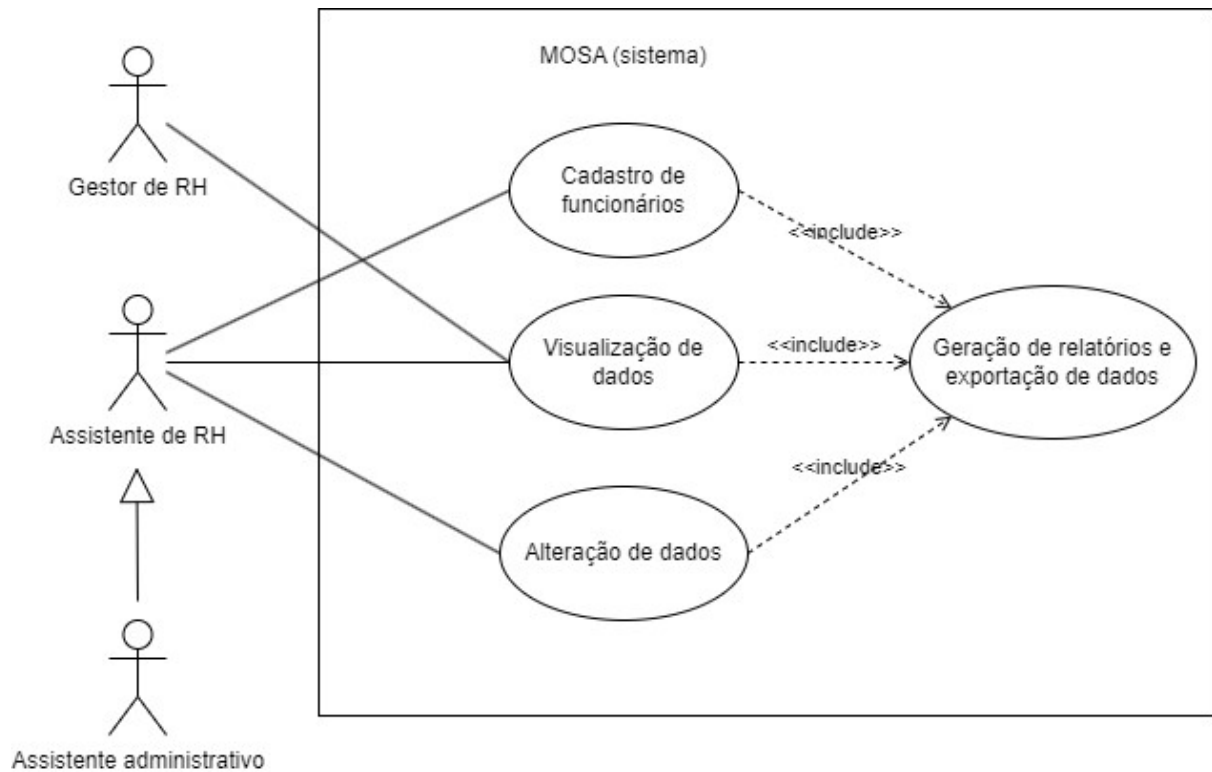 MOSA (sistema)
Gestor de RH
Cadastro de
funcionários
<<include>>
Assistente de RH
Visualização de
dados
<<include>>
Geração de relatórios e
exportação de dados
<<include>>
Alteração de dados
Assistente administrativo